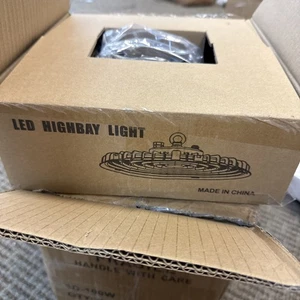 LED HIGHBAY LIGHT
MADE IN CHINA
HANDLE WITH CARE